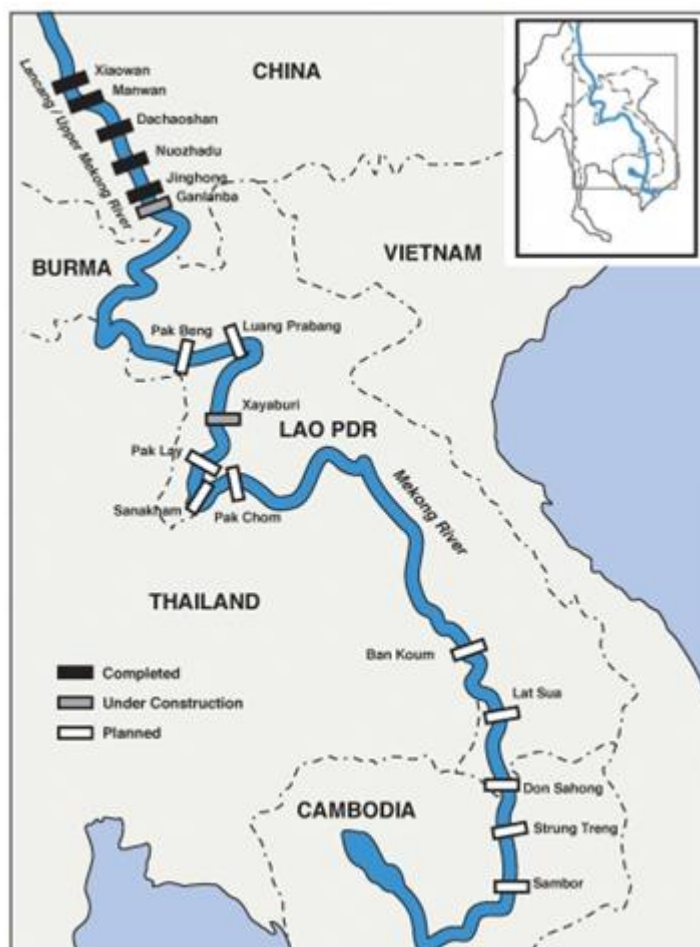 Xiaowan
CHINA
Manwan
Lancang / Upper Mekong River
Dachaoshan
Nuozhadu
Jinghong
Ganlanba
VIETNAM
BURMA
Pak Beng
Luang Prabang
Xayaburi
LAO PDR
Pak Lay
Mekong River
Sanakham
Pak Chom
THAILAND
Ban Koum
Completed
Lat Sua
Under Construction
Planned
Don Sahong
CAMBODIA
Strung Treng
Sambor